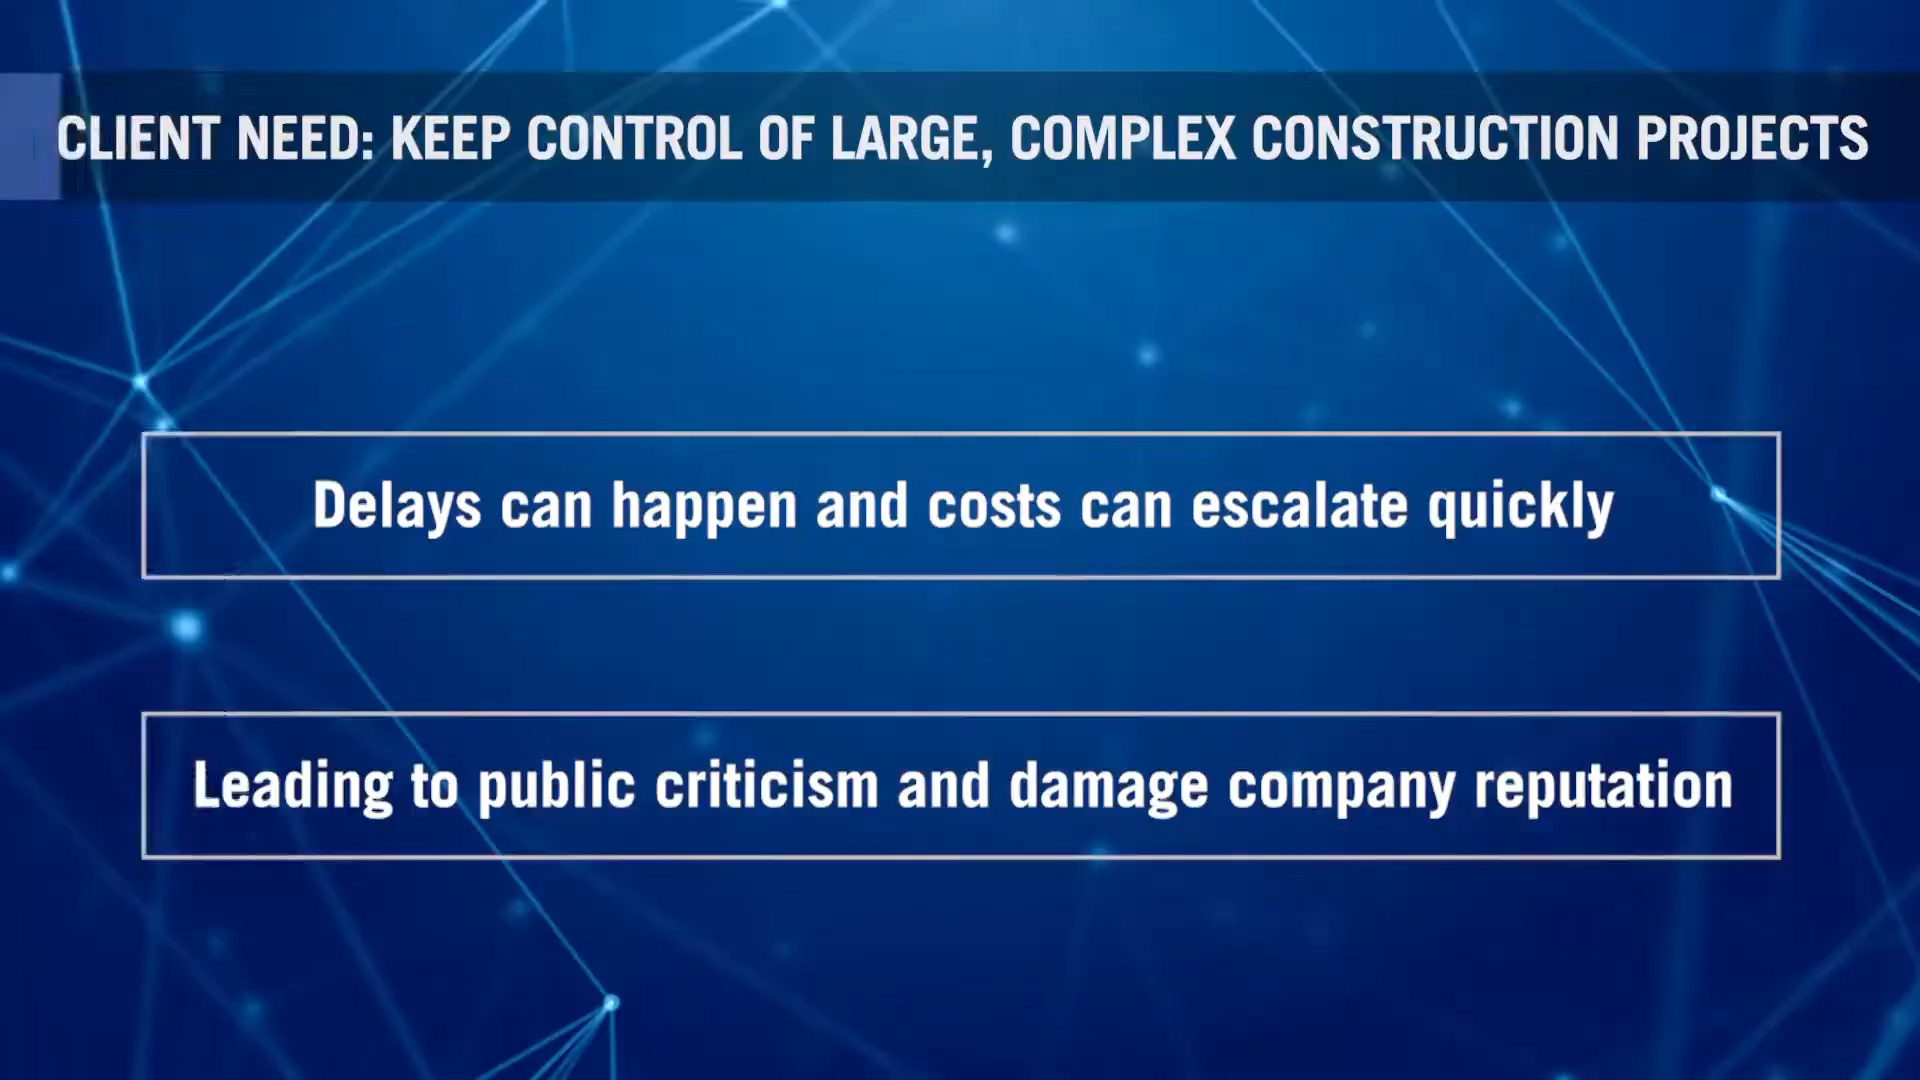 CLIENT NEED: KEEP CONTROL OF LARGE, COMPLEX CONSTRUCTION PROJECTS
Delays can happen and costs can escalate quickly
Leading to public criticism and damage company reputation